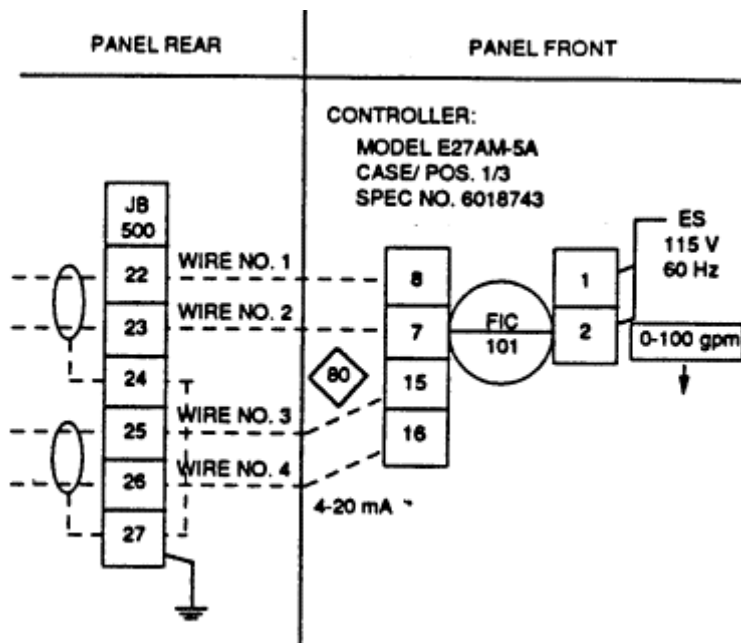 PANEL REAR
PANEL FRONT
CONTROLLER:
MODEL E27AM-5A
CASE/ POS. 1/3
SPEC NO. 6018743
JB
500
22
23
24
25
26
27
WIRE NO. 1
WIRE NO. 2
WIRE NO. 3
WIRE NO. 4
80
4-20 mA
8
7
15
16
FIC
101
1
2
ES
115 V
60 Hz
0-100 gpm